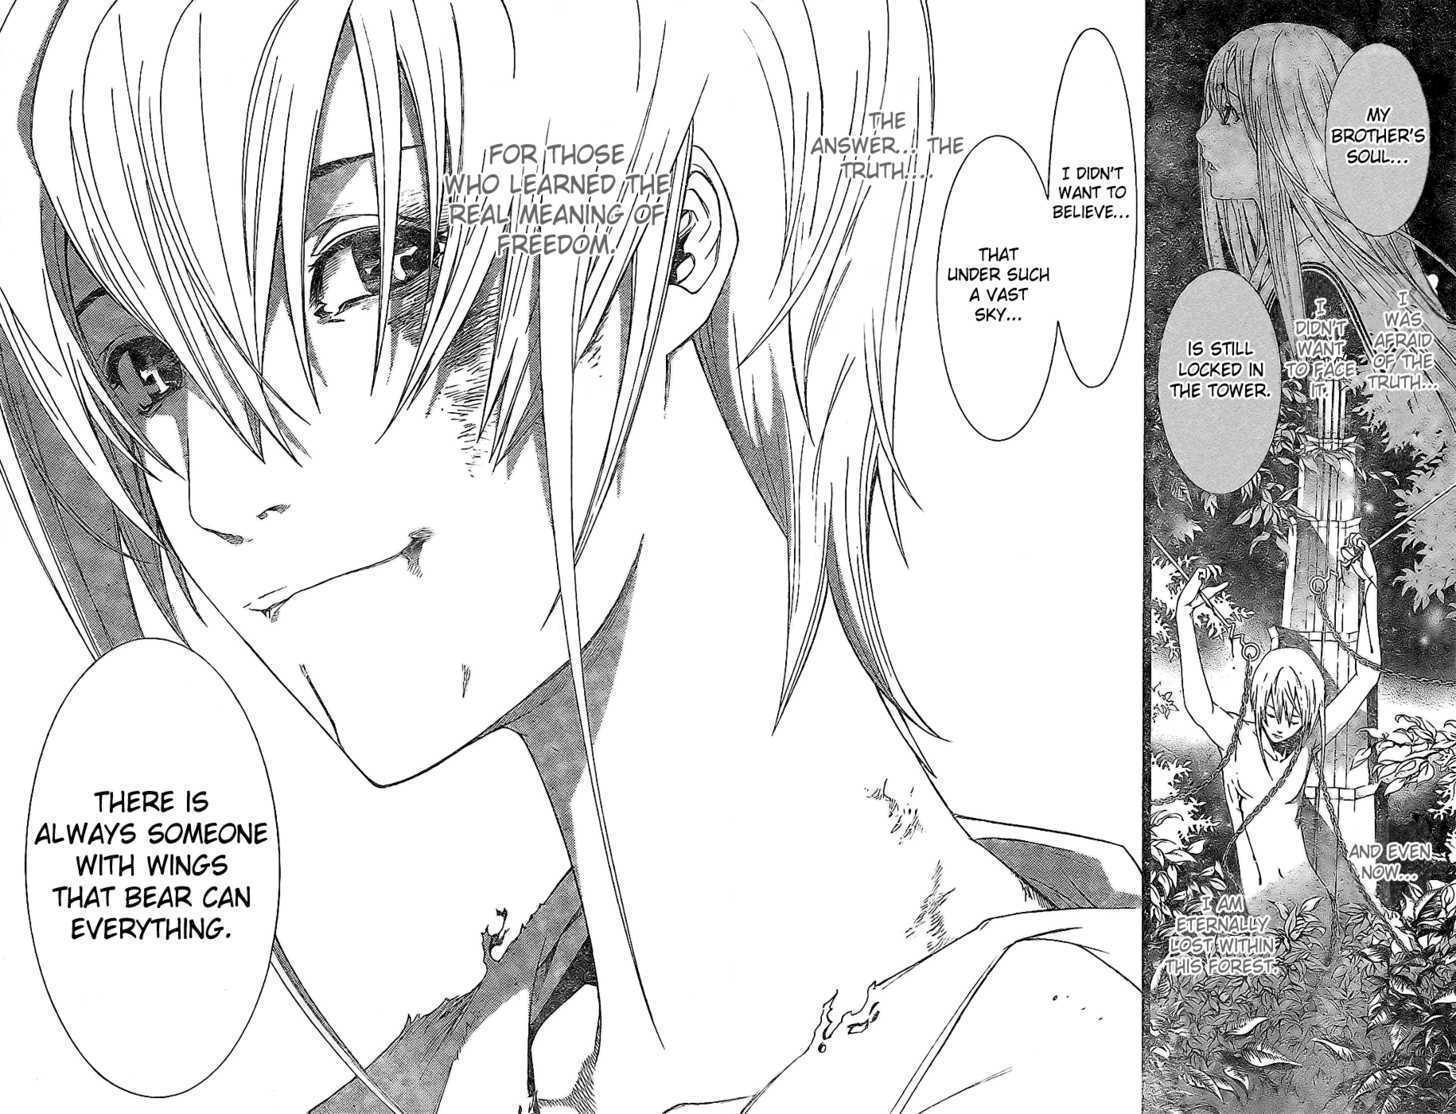 MY
BROTHER'S
SOUL...
I
WAS
AFRAID
OF THE
TRUTH...
I
DIDN'T
WANT
TO FACE
IT.
IS STILL
LOCKED IN
THE TOWER.
AND EVEN
NOW...
I AM
ETERNALLY
LOST WITHIN
THIS FOREST.
I DIDN'T
WANT TO
BELIEVE...
THAT
UNDER SUCH
A VAST
SKY...
THE
ANSWER... THE
TRUTH!...
FOR THOSE
WHO LEARNED THE
REAL MEANING OF
FREEDOM.
THERE IS
ALWAYS SOMEONE
WITH WINGS
THAT BEAR CAN
EVERYTHING.